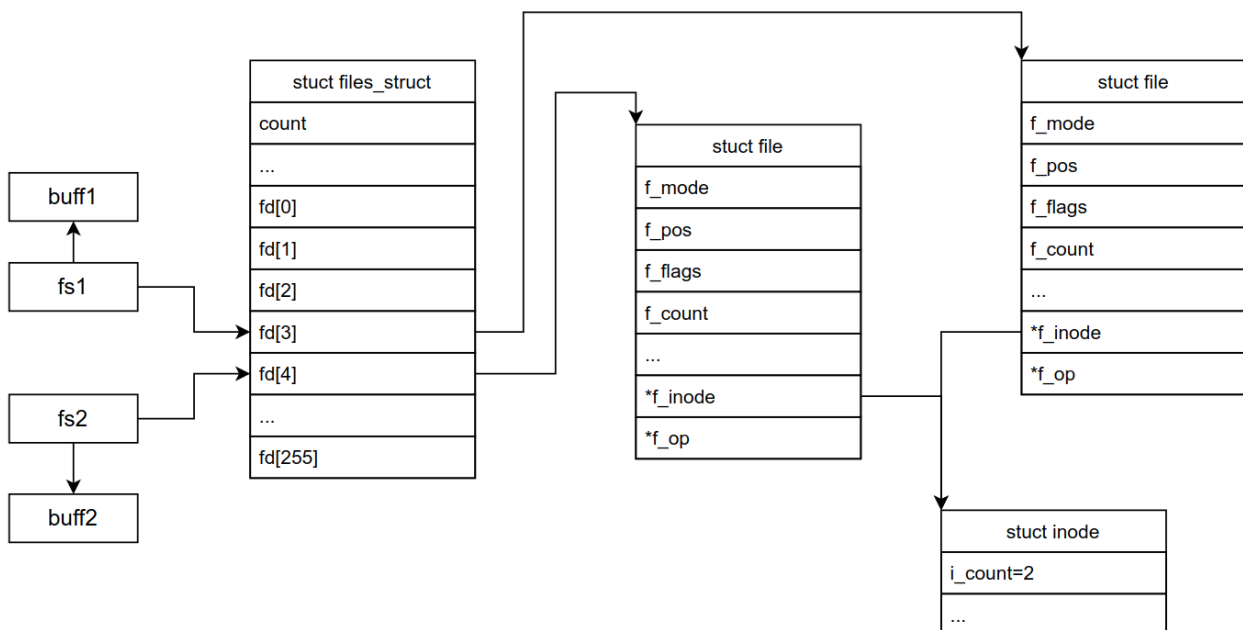 buff1
fs1
fs2
buff2
stuct files_struct
count
...
fd[0]
fd[1]
fd[2]
fd[3]
fd[4]
...
fd[255]
stuct file
f_mode
f_pos
f_flags
f_count
...
*f_inode
*f_op
stuct file
f_mode
f_pos
f_flags
f_count
...
*f_inode
*f_op
stuct inode
i_count=2
...